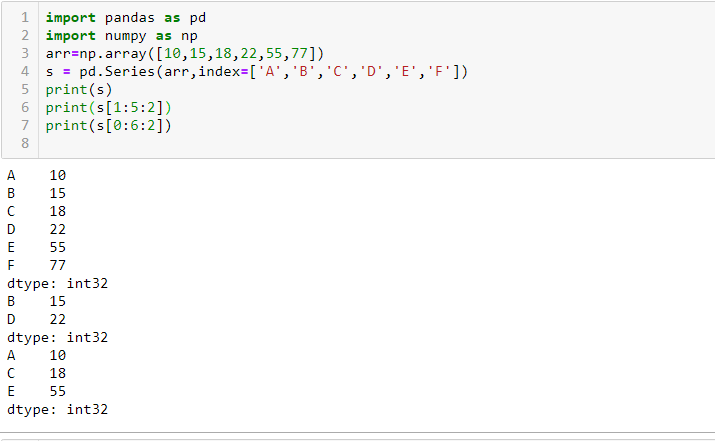 1 import pandas as pd
2 import numpy as np
3 arr=np.array([10,15,18,22,55,77])
4 s = pd.Series(arr,index=['A','B','C','D','E','F'])
5 print(s)
6 print(s[1:5:2])
7 print(s[0:6:2])
8
A    10
B    15
C    18
D    22
E    55
F    77
dtype: int32
B    15
D    22
dtype: int32
A    10
C    18
E    55
dtype: int32